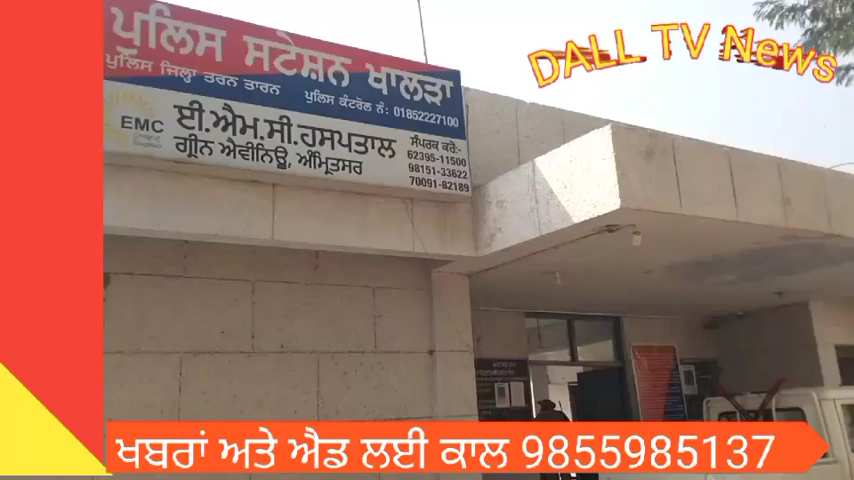 DALL TV News
ਪੁਲਿਸ ਸਟੇਸ਼ਨ ਖਾਲੜਾ
ਪੁਲਿਸ ਜਿਲ੍ਹਾ ਤਰਨ ਤਾਰਨ
ਪੁਲਿਸ ਕੰਟਰੋਲ ਨੰ: 01852227100
EMC
ਈ.ਐਮ.ਸੀ.ਹਸਪਤਾਲ
ਗ੍ਰੀਨ ਐਵੀਨਿਊ, ਅੰਮ੍ਰਿਤਸਰ
ਸੰਪਰਕ ਕਰੋ:-
62395-11500
98151-33622
70091-82189
ਖਬਰਾਂ ਅਤੇ ਐਡ ਲਈ ਕਾਲ 9855985137